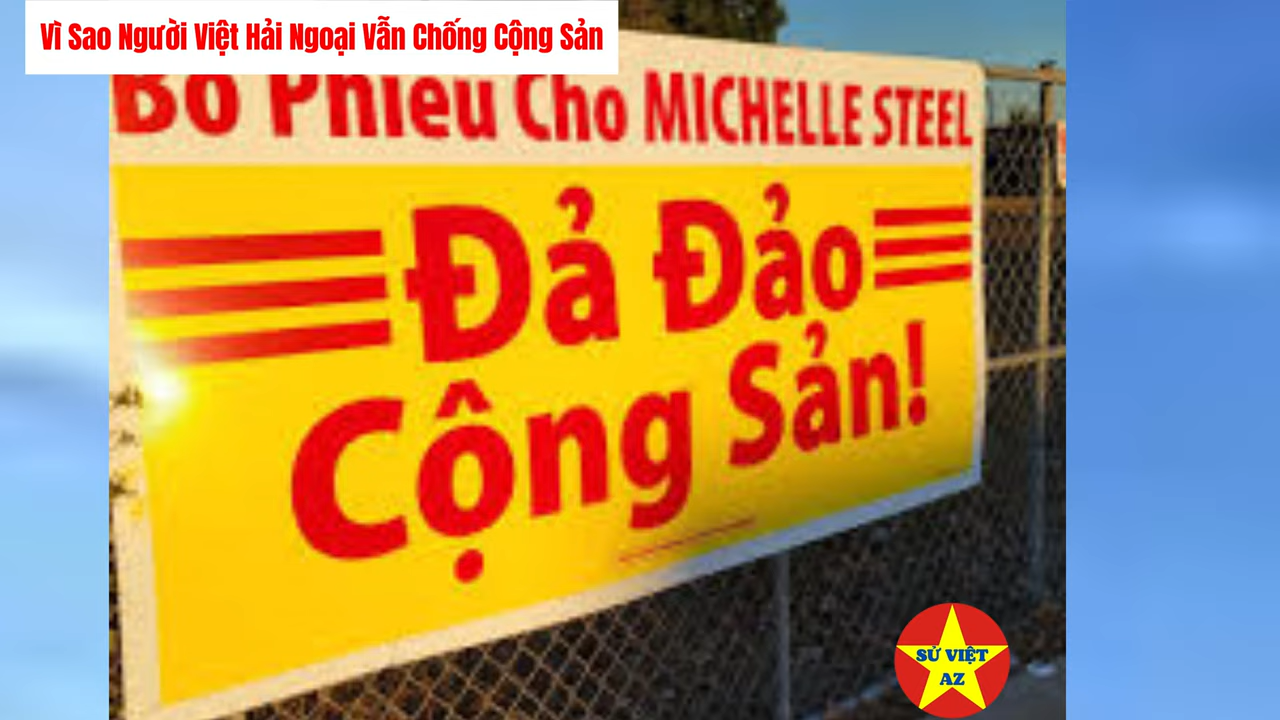 Vì Sao Người Việt Hải Ngoại Vẫn Chống Cộng Sản
Bỏ Phiếu Cho MICHELLE STEEL
Đả Đảo
Cộng Sản!
SỬ VIỆT
AZ